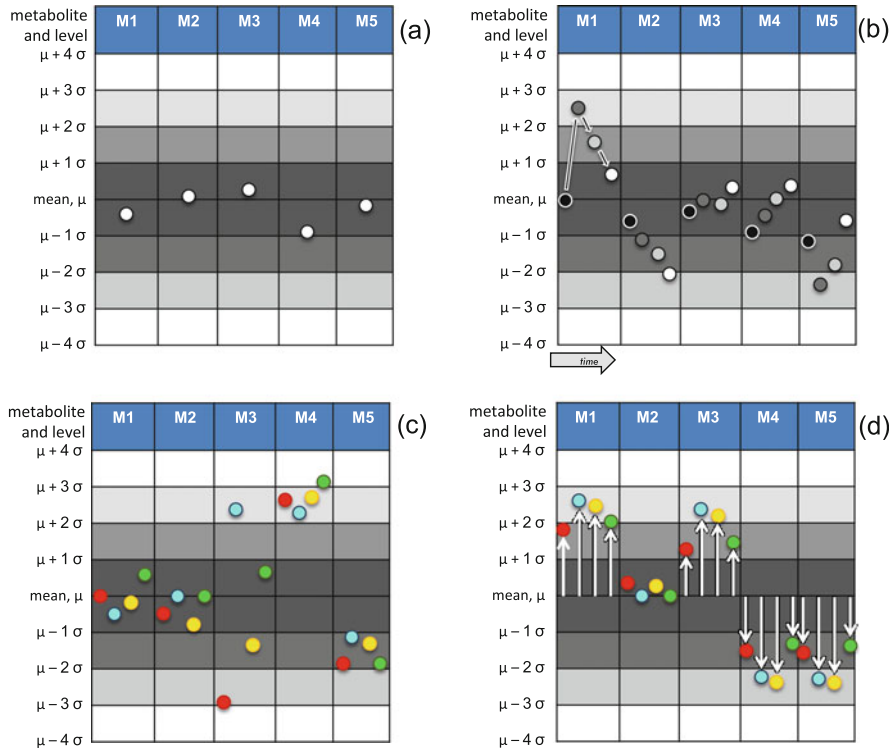 metabolite and level M1 M2 M3 M4 M5 (a)
μ + 4 σ
μ + 3 σ
μ + 2 σ
μ + 1 σ
mean, μ
μ – 1 σ
μ – 2 σ
μ – 3 σ
μ – 4 σ
metabolite and level M1 M2 M3 M4 M5 (b)
μ + 4 σ
μ + 3 σ
μ + 2 σ
μ + 1 σ
mean, μ
μ – 1 σ
μ – 2 σ
μ – 3 σ
μ – 4 σ
time
metabolite and level M1 M2 M3 M4 M5 (c)
μ + 4 σ
μ + 3 σ
μ + 2 σ
μ + 1 σ
mean, μ
μ – 1 σ
μ – 2 σ
μ – 3 σ
μ – 4 σ
metabolite and level M1 M2 M3 M4 M5 (d)
μ + 4 σ
μ + 3 σ
μ + 2 σ
μ + 1 σ
mean, μ
μ – 1 σ
μ – 2 σ
μ – 3 σ
μ – 4 σ